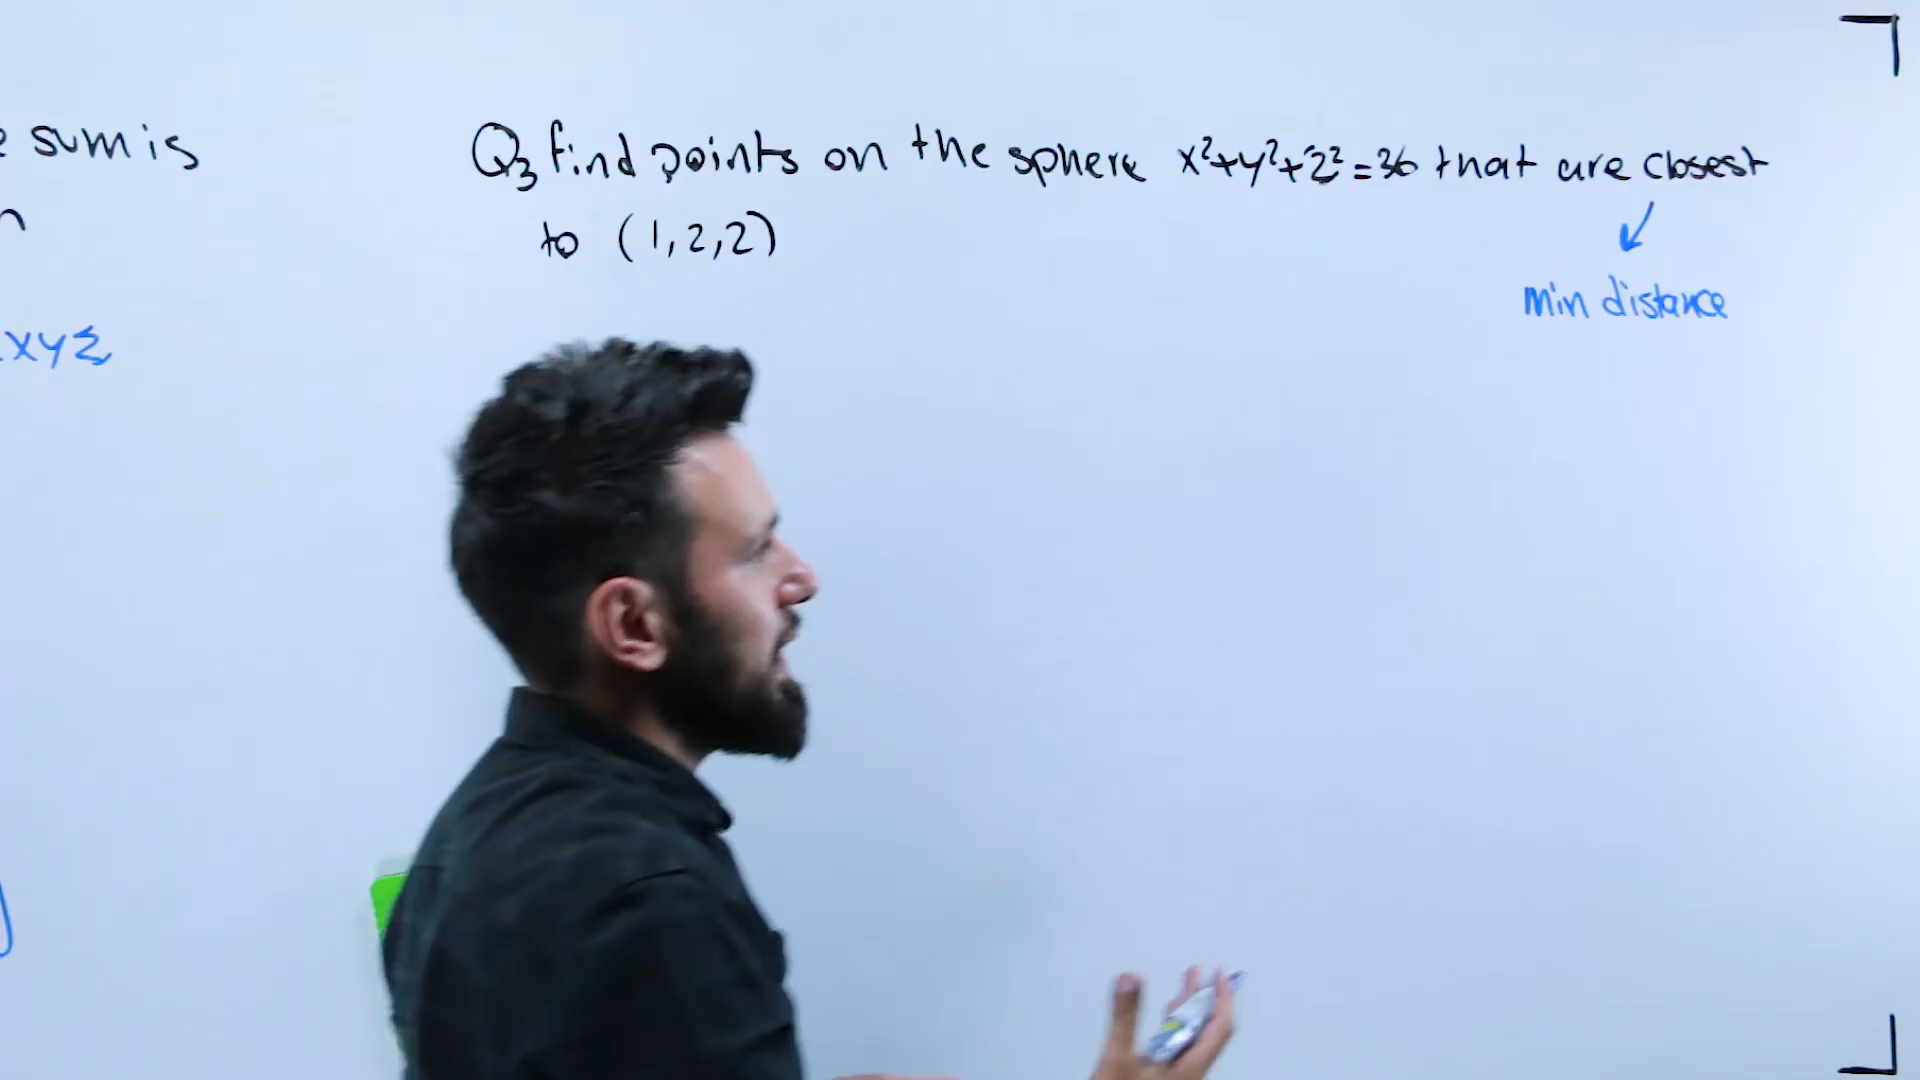 sum is
Q3 find points on the sphere x²+y²+z²=36 that are closest
to (1,2,2)
min distance
xyz